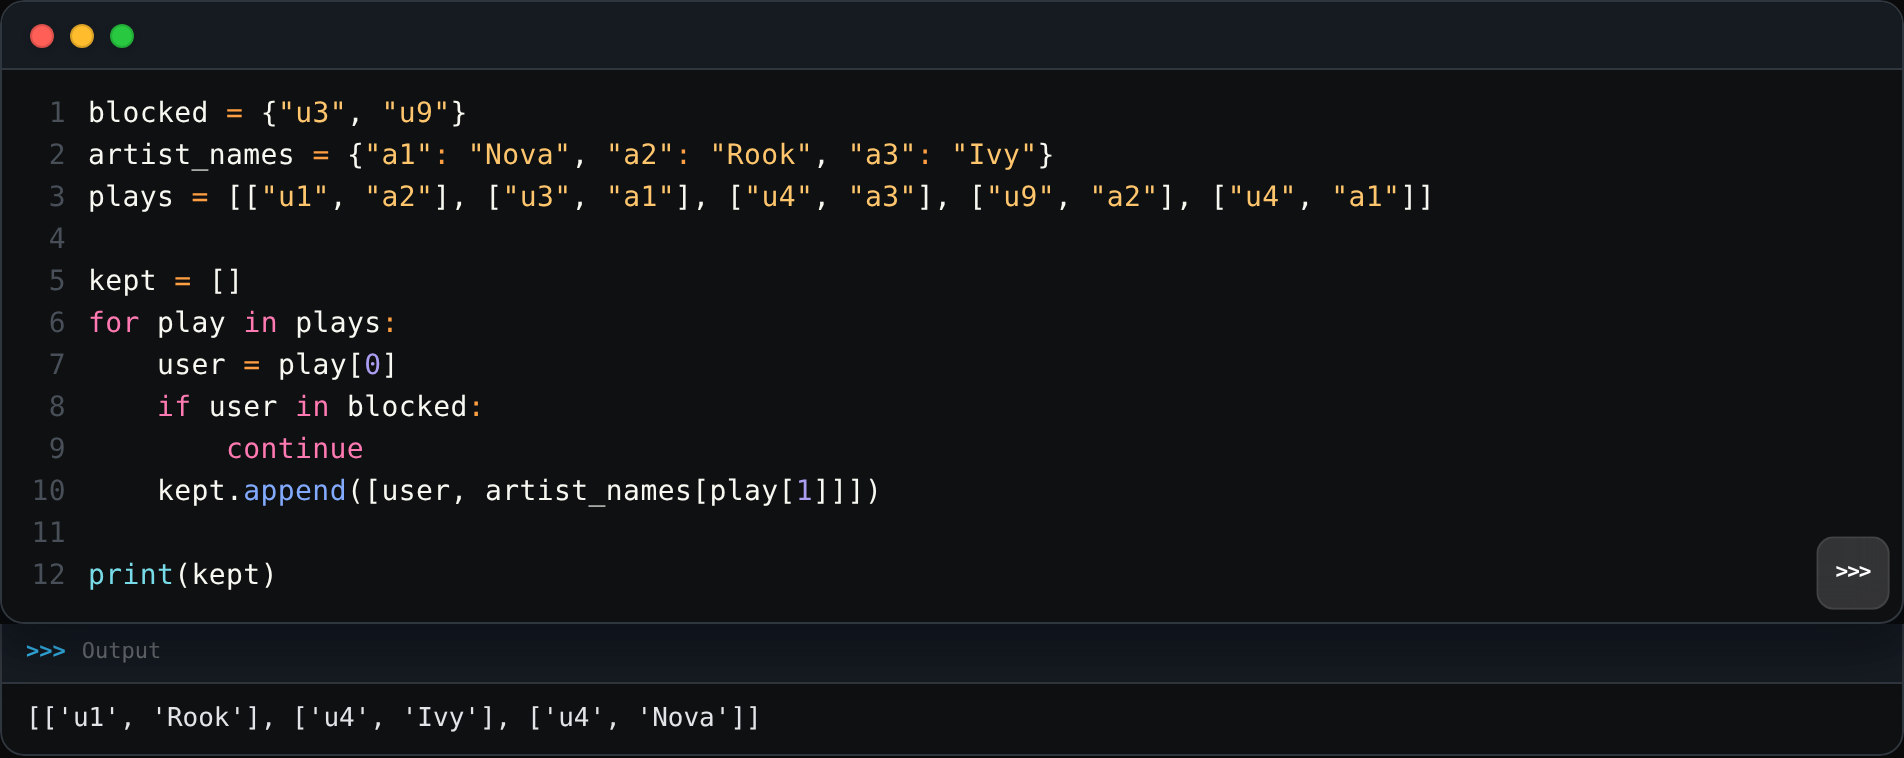 1 blocked = {"u3", "u9"}
2 artist_names = {"a1": "Nova", "a2": "Rook", "a3": "Ivy"}
3 plays = [["u1", "a2"], ["u3", "a1"], ["u4", "a3"], ["u9", "a2"], ["u4", "a1"]]
4
5 kept = []
6 for play in plays:
7     user = play[0]
8     if user in blocked:
9         continue
10     kept.append([user, artist_names[play[1]]])
11
12 print(kept)
>>>
>>> Output
[['u1', 'Rook'], ['u4', 'Ivy'], ['u4', 'Nova']]